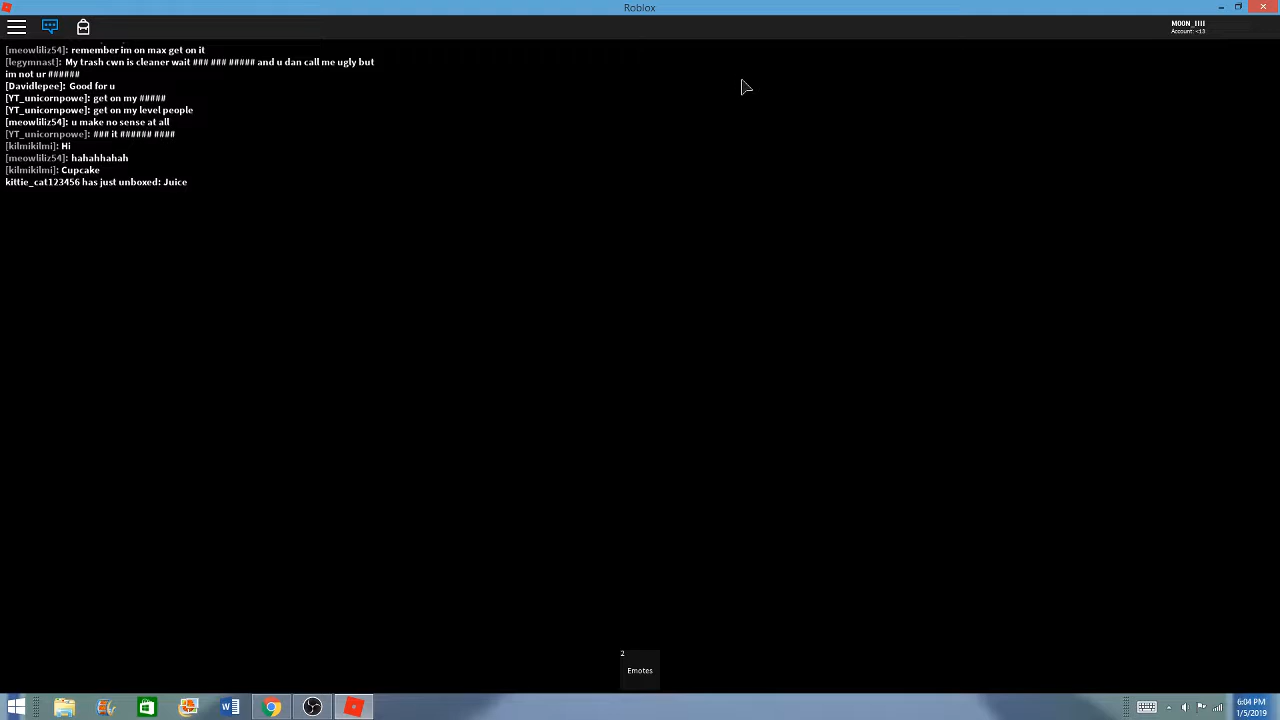 Roblox
M00N_IIII
Account: <13
[meowliliz54]: remember im on max get on it
[legymnast]: My trash cwn is cleaner wait ### ### ##### and u dan call me ugly but
im not ur ######
[Davidlepee]: Good for u
[YT_unicornpowe]: get on my #####
[YT_unicornpowe]: get on my level people
[meowliliz54]: u make no sense at all
[YT_unicornpowe]: ### it ###### ####
[kilmikilmi]: Hi
[meowliliz54]: hahahhahah
[kilmikilmi]: Cupcake
kittie_cat123456 has just unboxed: Juice
2
Emotes
6:04 PM
1/5/2019